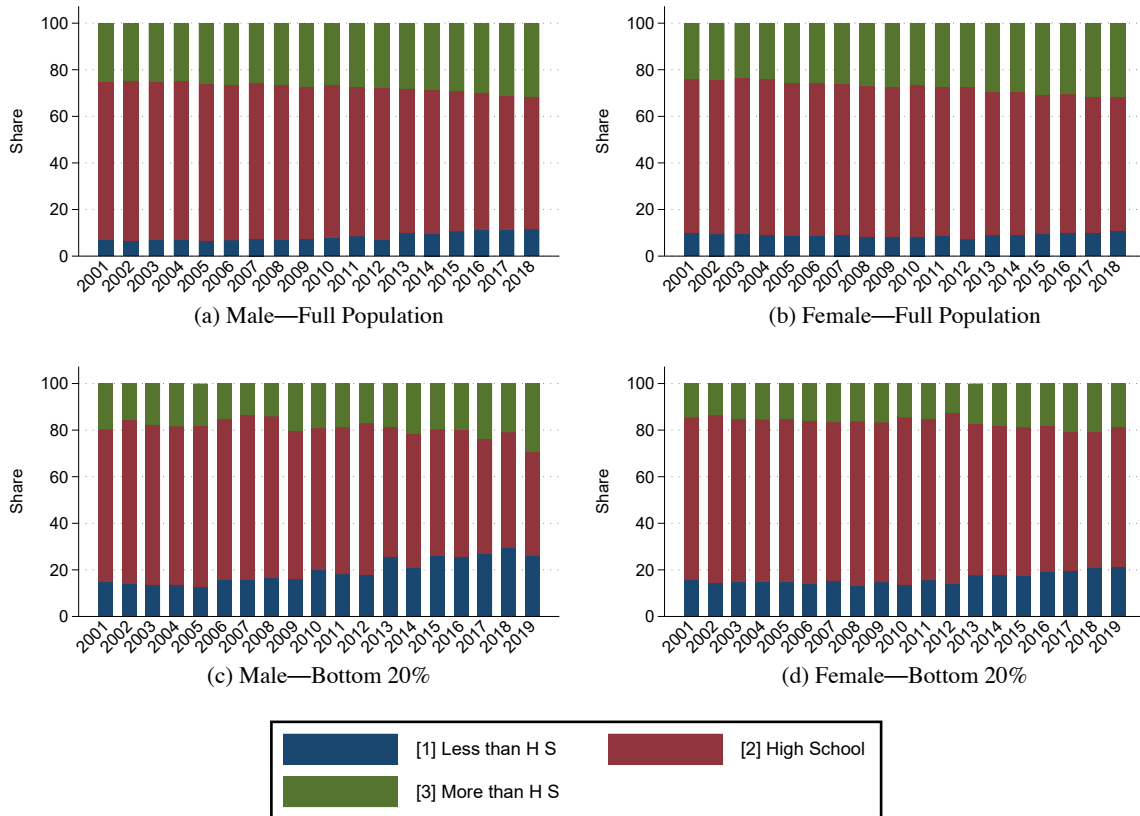 100
80
60
40
20
0
Share
2001 2002 2003 2004 2005 2006 2007 2008 2009 2010 2011 2012 2013 2014 2015 2016 2017 2018
(a) Male—Full Population
100
80
60
40
20
0
Share
2001 2002 2003 2004 2005 2006 2007 2008 2009 2010 2011 2012 2013 2014 2015 2016 2017 2018
(b) Female—Full Population
100
80
60
40
20
0
Share
2001 2002 2003 2004 2005 2006 2007 2008 2009 2010 2011 2012 2013 2014 2015 2016 2017 2018 2019
(c) Male—Bottom 20%
100
80
60
40
20
0
Share
2001 2002 2003 2004 2005 2006 2007 2008 2009 2010 2011 2012 2013 2014 2015 2016 2017 2018 2019
(d) Female—Bottom 20%
[1] Less than H S
[2] High School
[3] More than H S